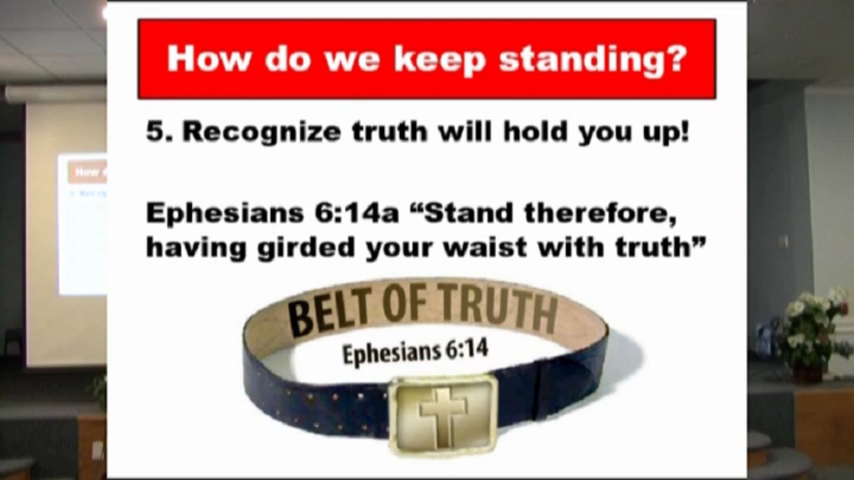 How do we keep standing?
5. Recognize truth will hold you up!
Ephesians 6:14a “Stand therefore,
having girded your waist with truth”
BELT OF TRUTH
Ephesians 6:14